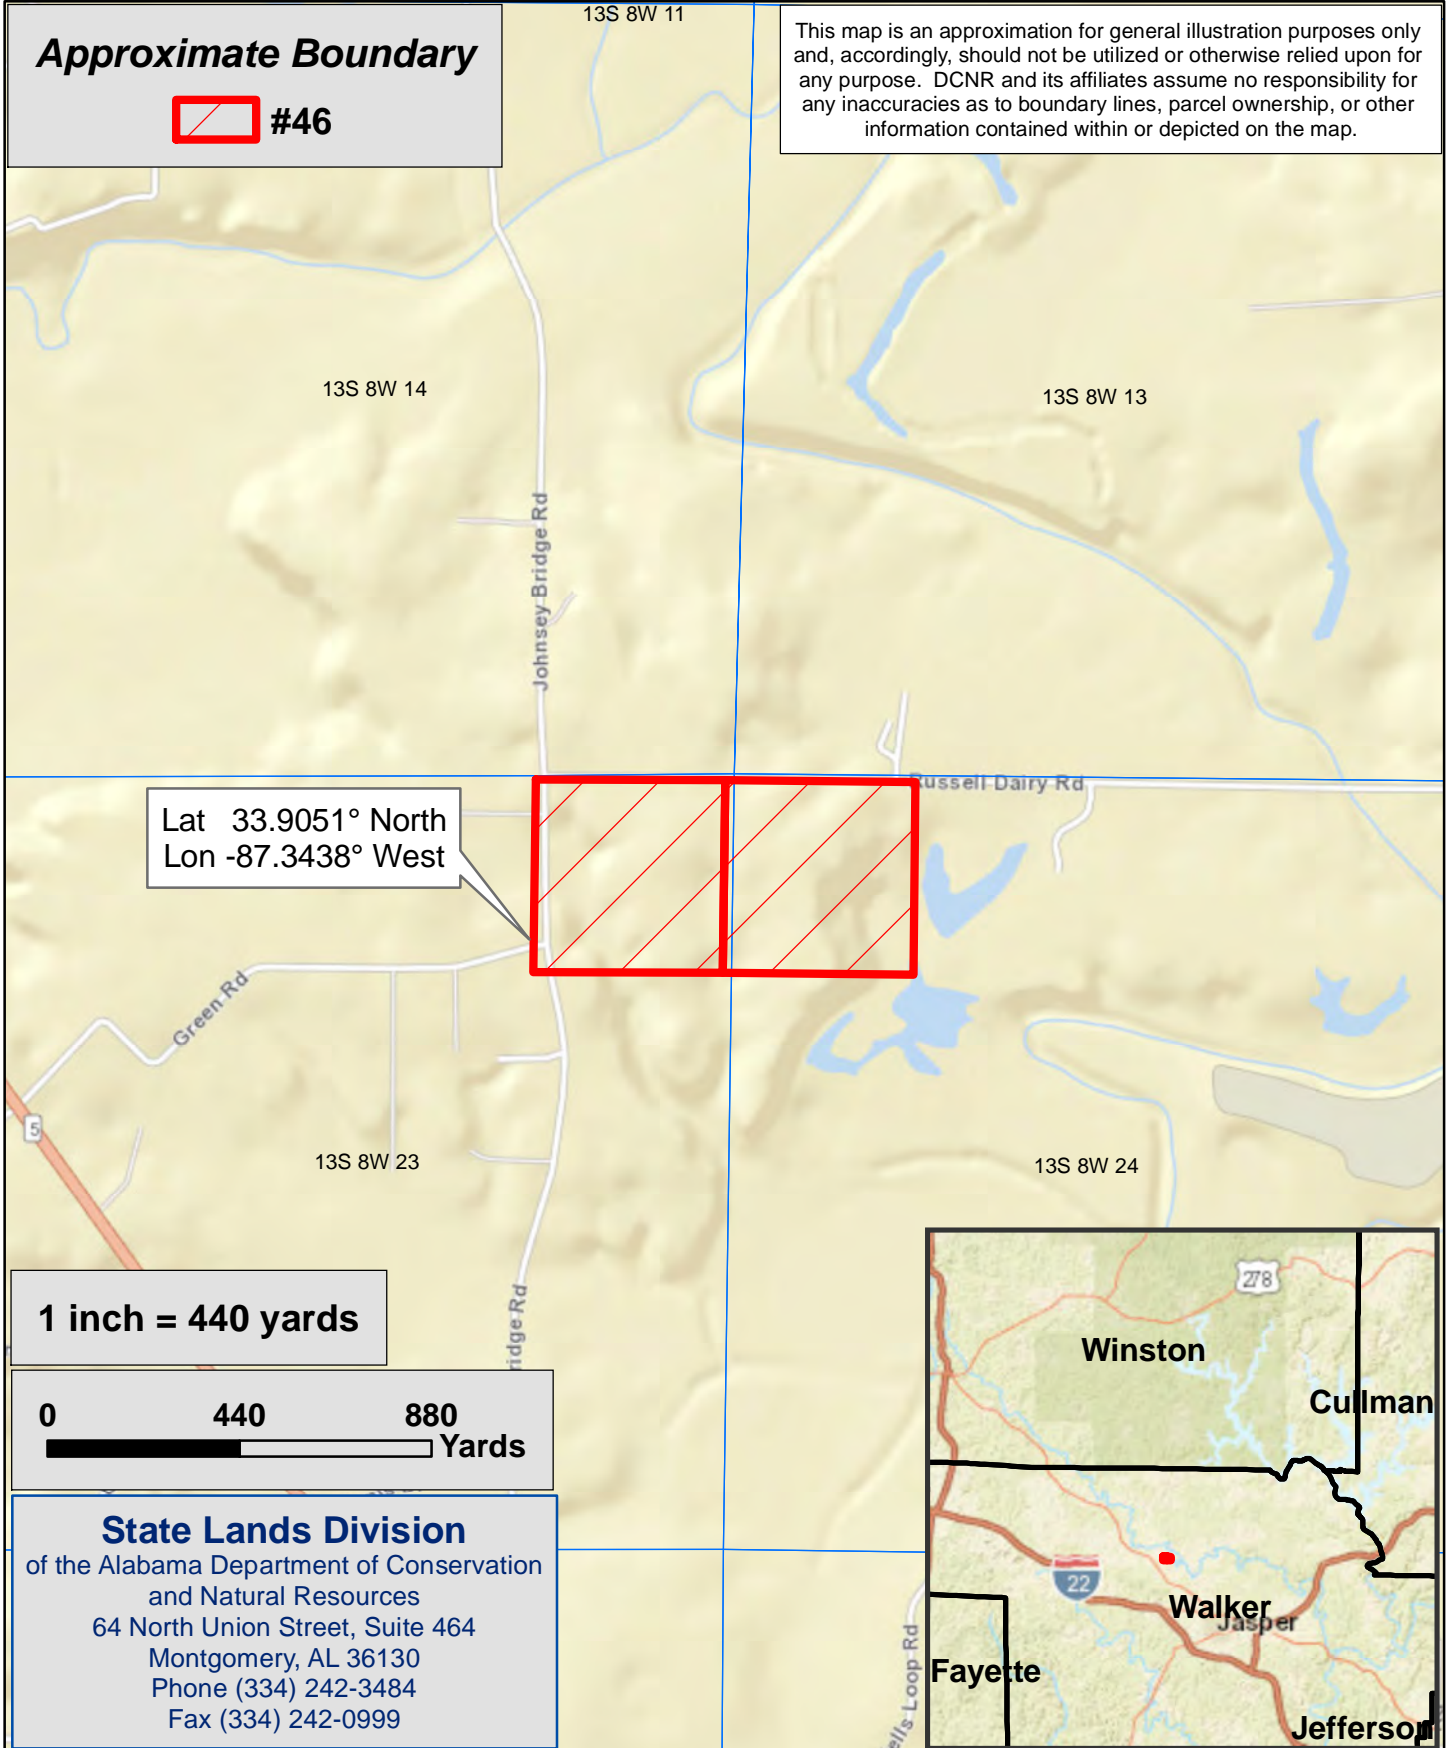 13S 8W 11
Approximate Boundary
#46
This map is an approximation for general illustration purposes only
and, accordingly, should not be utilized or otherwise relied upon for
any purpose. DCNR and its affiliates assume no responsibility for
any inaccuracies as to boundary lines, parcel ownership, or other
information contained within or depicted on the map.
13S 8W 14
13S 8W 13
Johnsey Bridge Rd
Russell Dairy Rd
Lat 33.9051° North
Lon -87.3438° West
Green Rd
5
13S 8W 23
13S 8W 24
ridge Rd
1 inch = 440 yards
0 440 880
Yards
State Lands Division
of the Alabama Department of Conservation
and Natural Resources
64 North Union Street, Suite 464
Montgomery, AL 36130
Phone (334) 242-3484
Fax (334) 242-0999
ells Loop Rd
278
Winston
Cullman
22
Walker
Jasper
Fayette
Jefferson